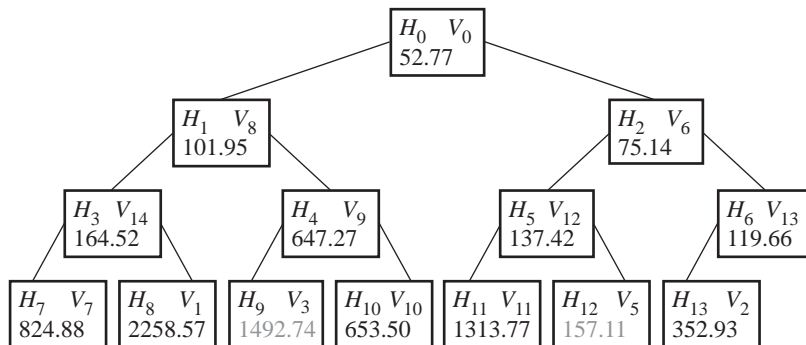 H₀ V₀
52.77
H₁ V₈
101.95
H₂ V₆
75.14
H₃ V₁₄
164.52
H₄ V₉
647.27
H₅ V₁₂
137.42
H₆ V₁₃
119.66
H₇ V₇
824.88
H₈ V₁
2258.57
H₉ V₃
1492.74
H₁₀ V₁₀
653.50
H₁₁ V₁₁
1313.77
H₁₂ V₅
157.11
H₁₃ V₂
352.93